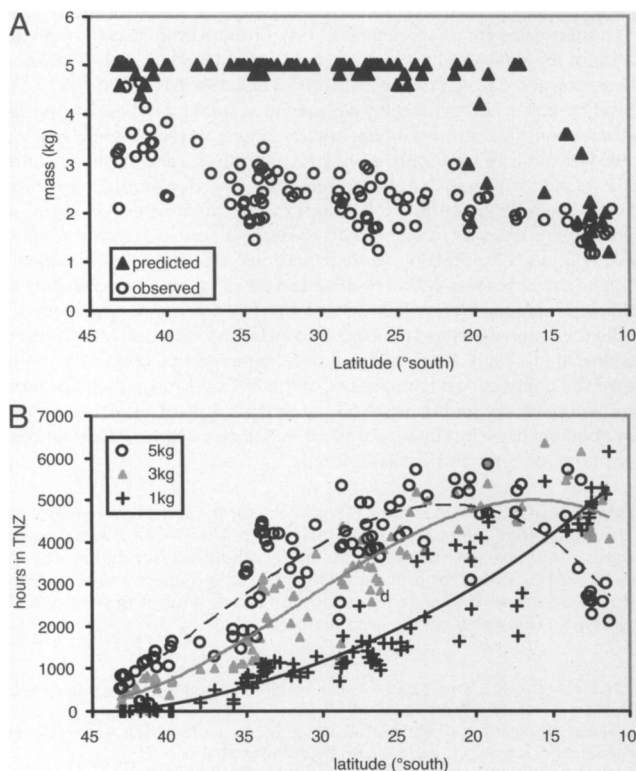 A
mass (kg)
6
5
4
3
2
1
0
predicted
observed
45 40 35 30 25 20 15 10
Latitude (°south)
B
hours in TNZ
7000
6000
5000
4000
3000
2000
1000
0
5kg
3kg
1kg
d
45 40 35 30 25 20 15 10
latitude (°south)